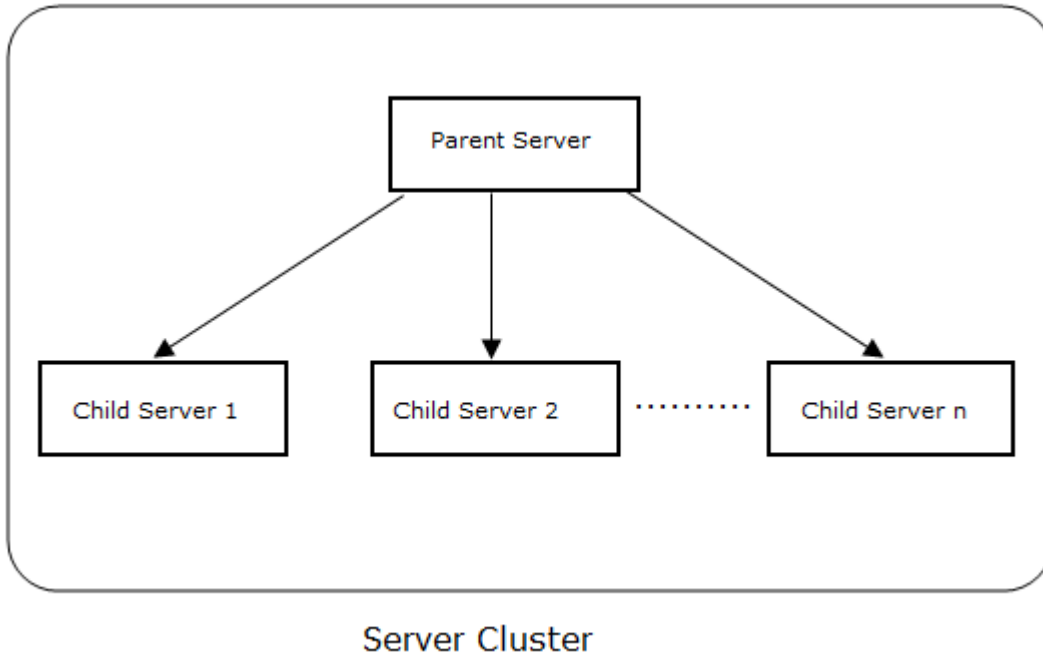 Parent Server
Child Server 1
Child Server 2
..........
Child Server n
Server Cluster